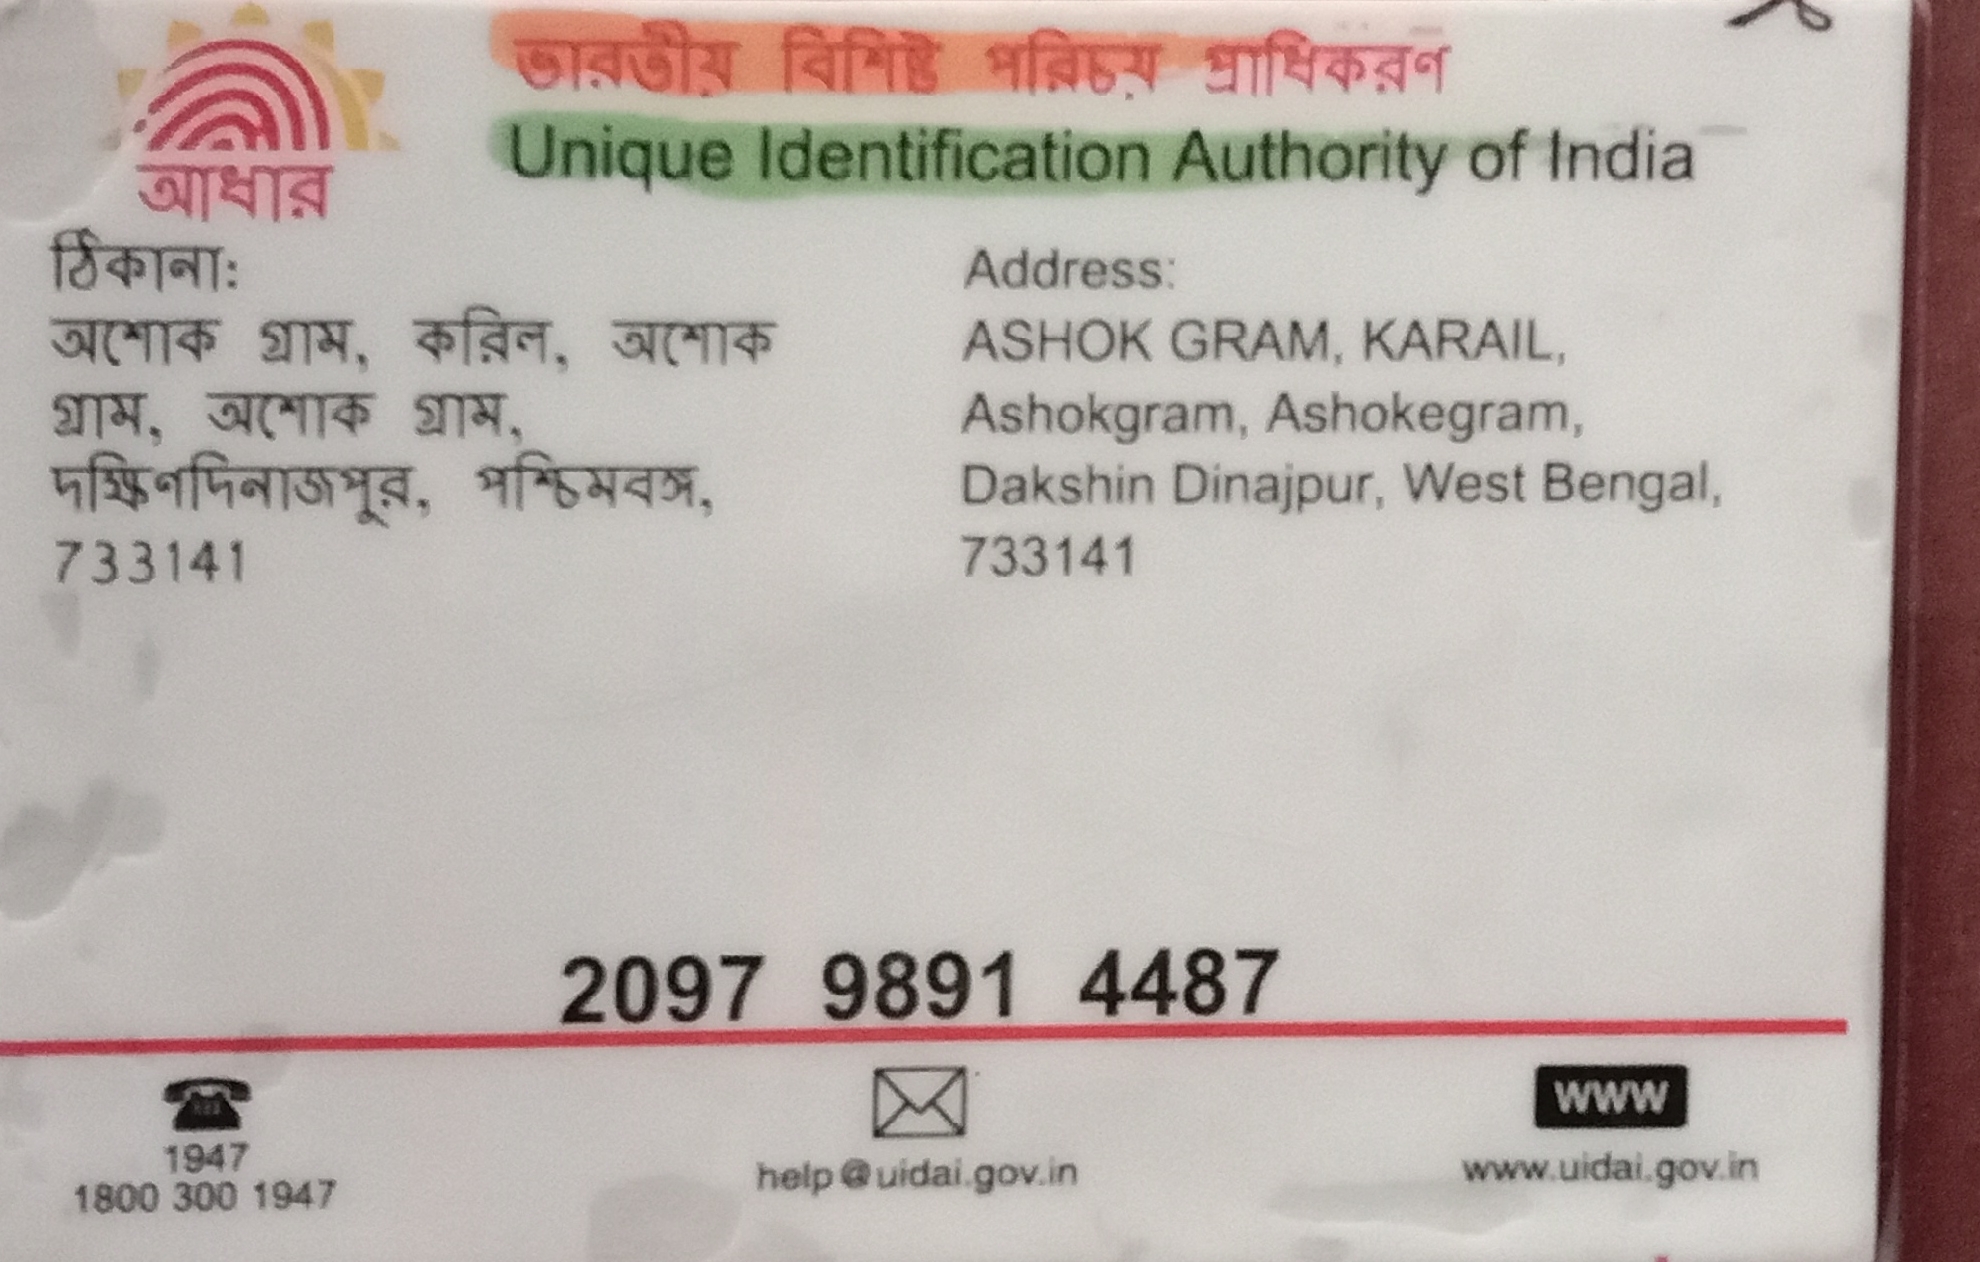 ভারতীয় বিশিষ্ট পরিচয় প্রাধিকরণ
Unique Identification Authority of India
আধার
ঠিকানা:
অশোক গ্রাম, করিল, অশোক
গ্রাম, অশোক গ্রাম,
দক্ষিণদিনাজপূর, পশ্চিমবঙ্গ,
733141
Address:
ASHOK GRAM, KARAIL,
Ashokgram, Ashokegram,
Dakshin Dinajpur, West Bengal,
733141
2097 9891 4487
1947
1800 300 1947
help@uidai.gov.in
WWW
www.uidai.gov.in